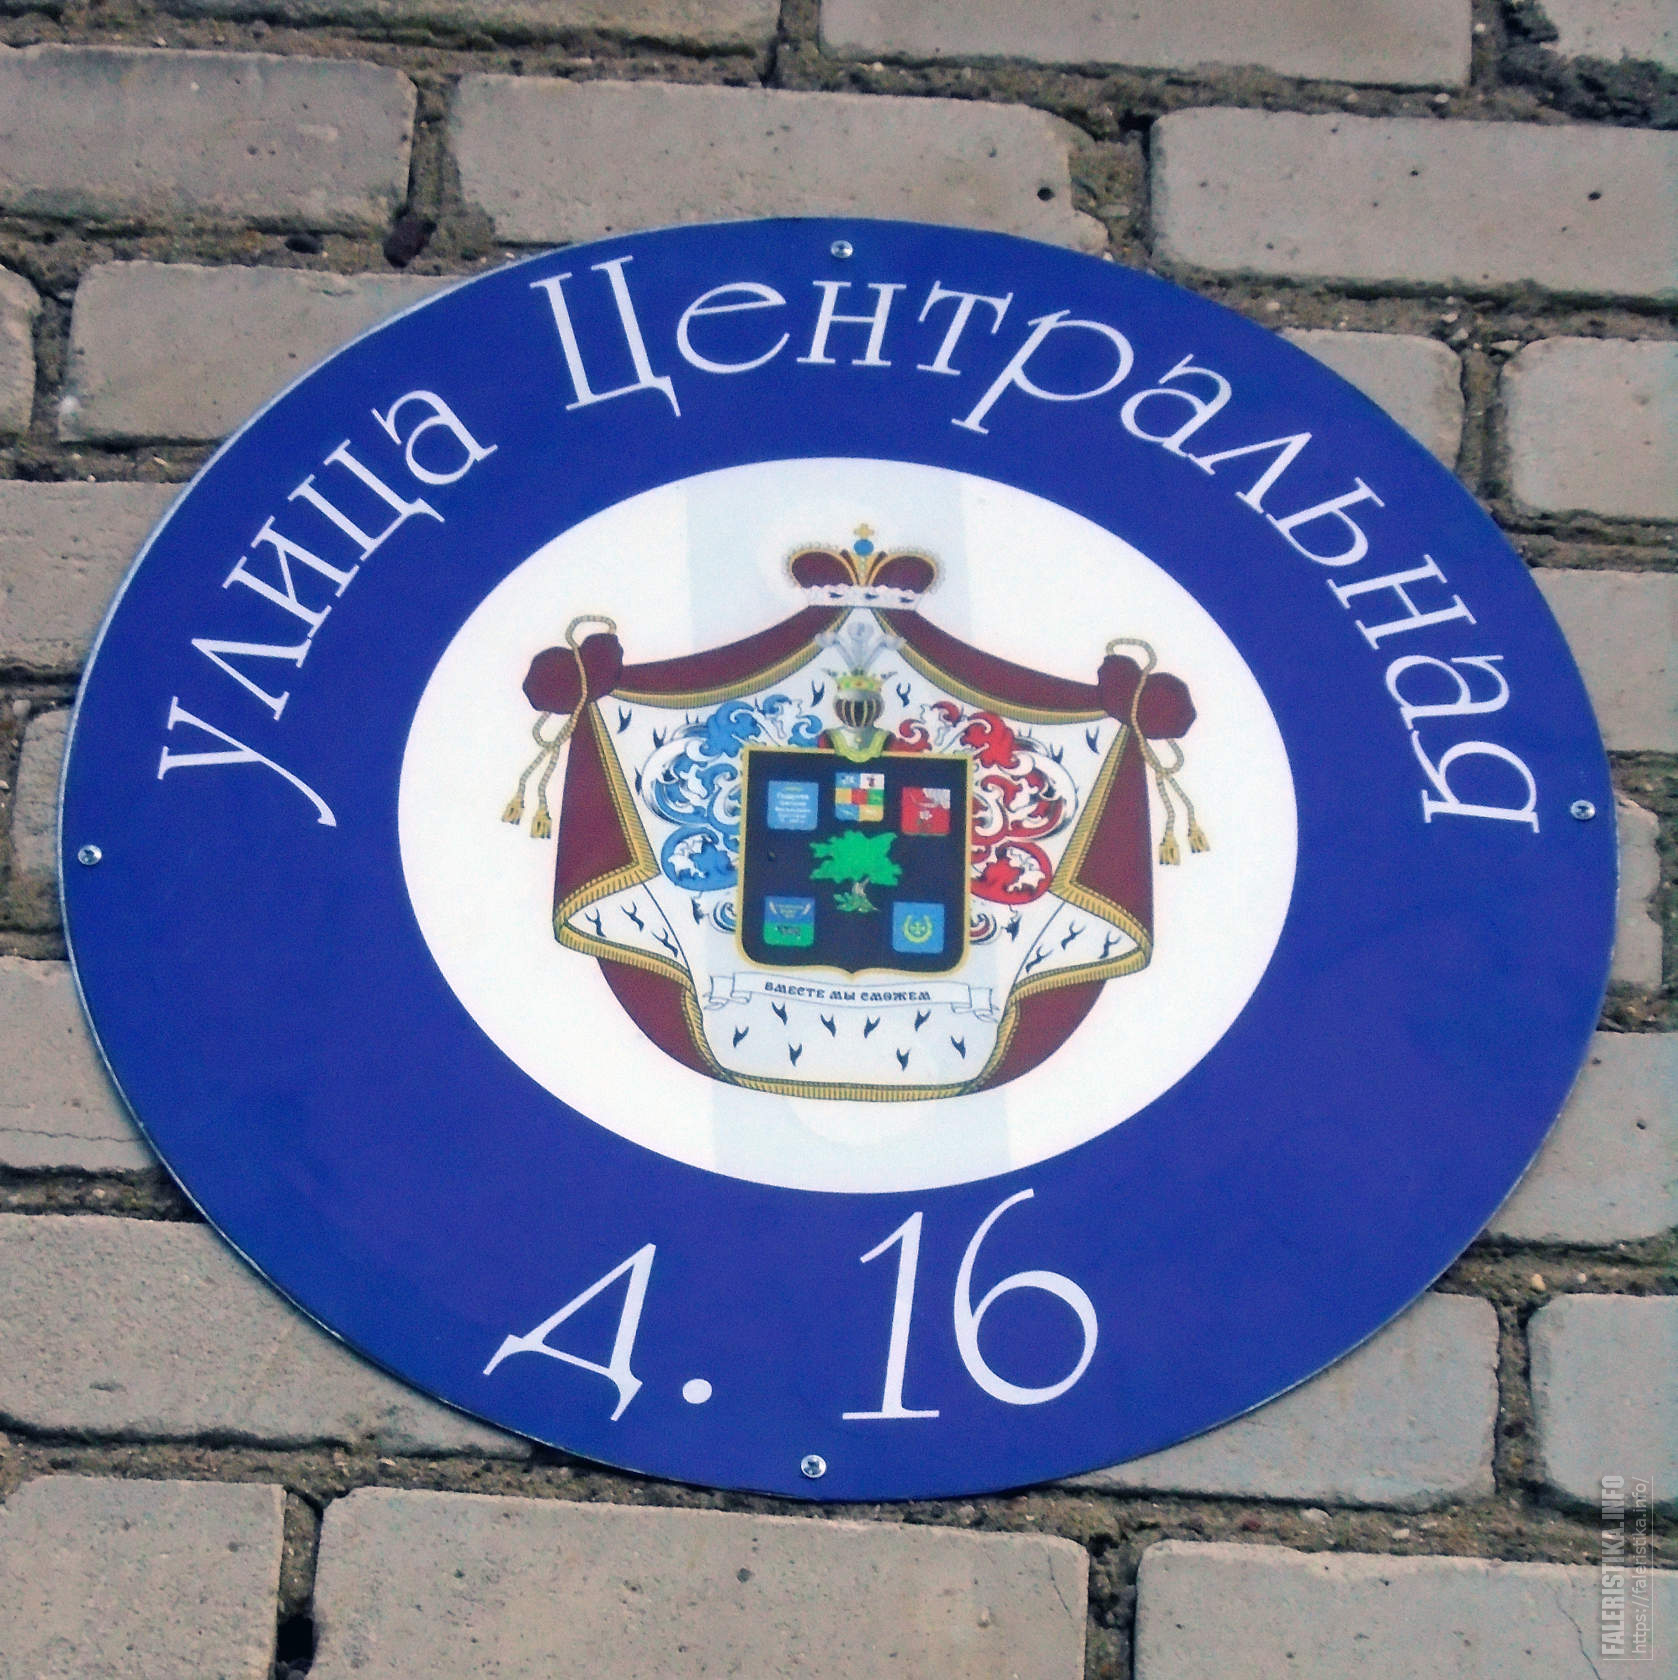 улица Центральная
ВМЕСТЕ МЫ СМОЖЕМ
д. 16
FALERISTIKA.INFO
https://faleristika.info/